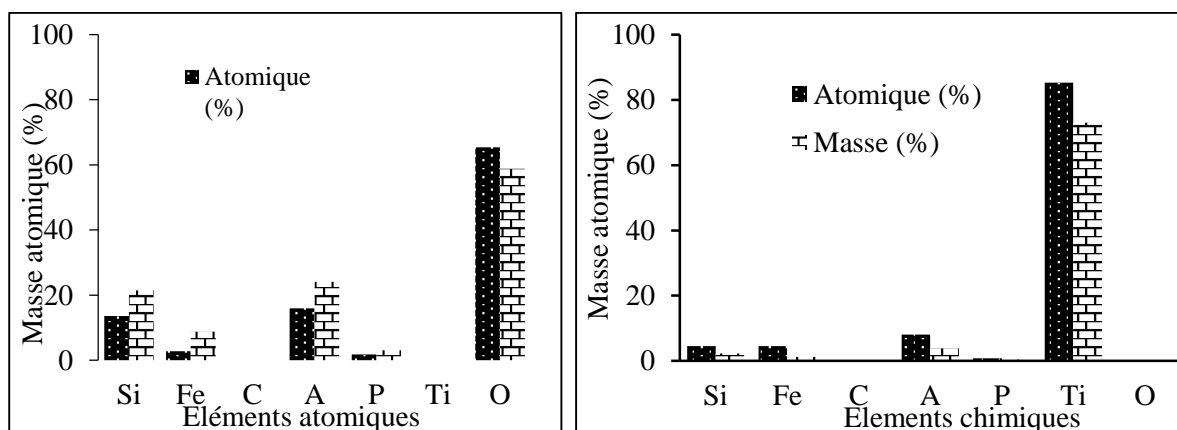 100
80
60
40
20
0
Masse atomique (%)
Atomique
(%)
Si Fe C A P Ti O
Eléments atomiques
100
80
60
40
20
0
Masse atomique (%)
Atomique (%)
Masse (%)
Si Fe C A P Ti O
Elements chimiques